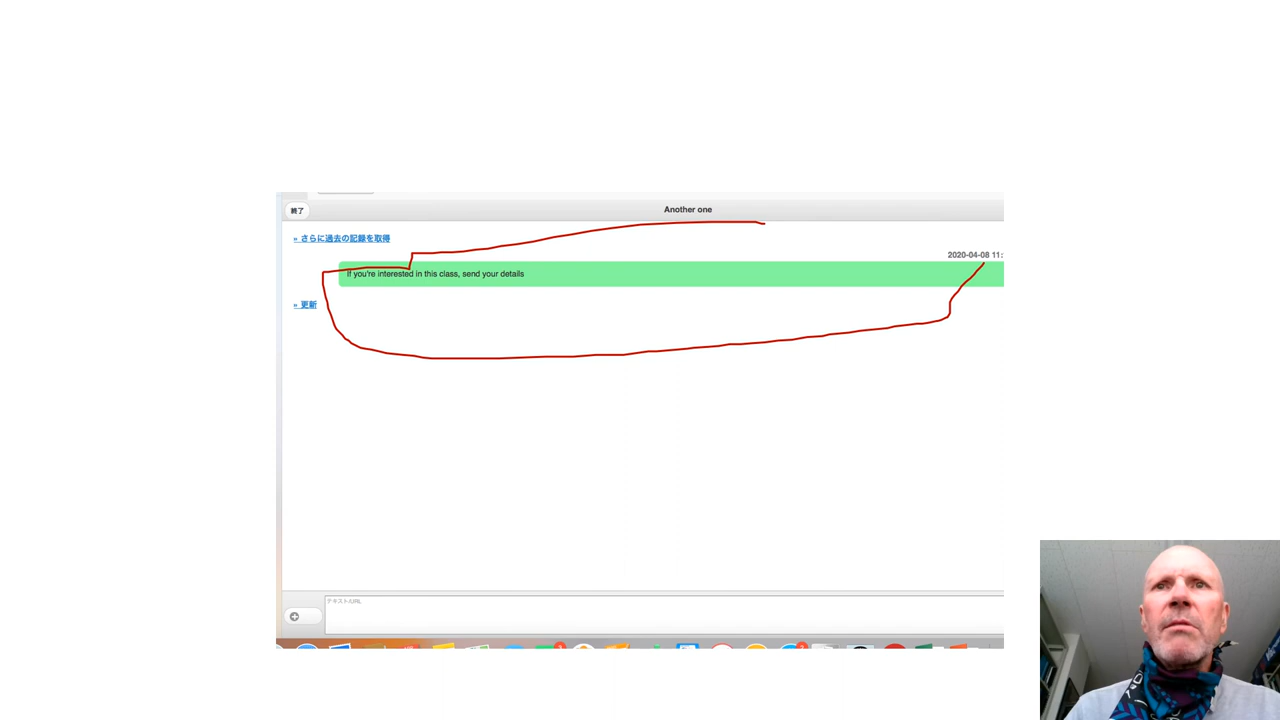 終了
Another one
» さらに過去の記録を取得
2020-04-08 11:
If you're interested in this class, send your details
» 更新
テキスト/URL